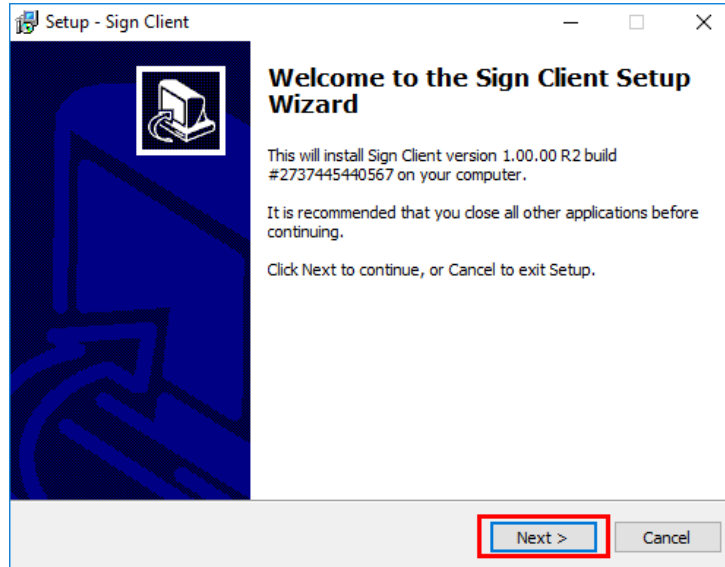 Setup - Sign Client
Welcome to the Sign Client Setup
Wizard
This will install Sign Client version 1.00.00 R2 build
#2737445440567 on your computer.
It is recommended that you close all other applications before
continuing.
Click Next to continue, or Cancel to exit Setup.
Next >
Cancel